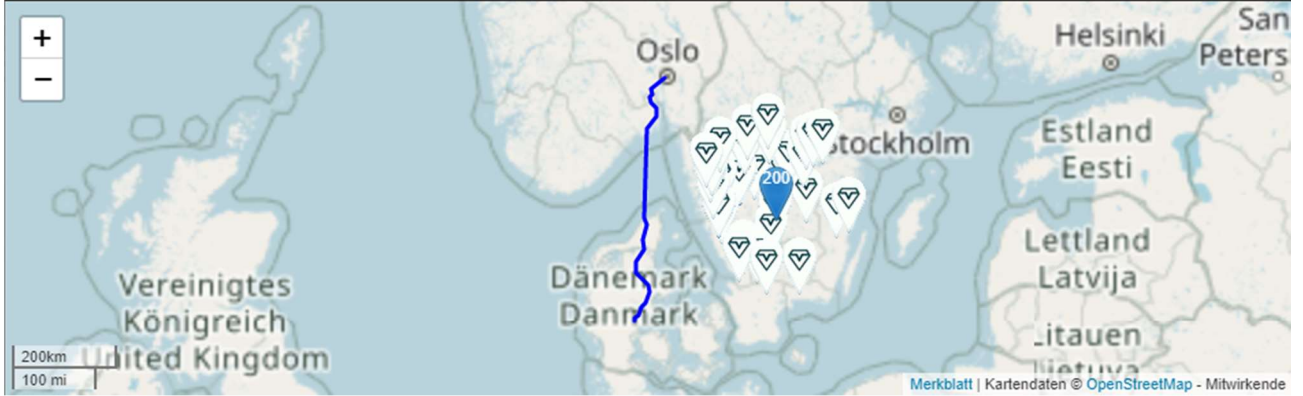 +
−
Oslo
Helsinki
San
Peters
Stockholm
Estland
Eesti
200
Lettland
Latvija
Dänemark
Danmark
Vereinigtes
Königreich
United Kingdom
Litauen
Lietuva
200km
100 mi
Merkblatt | Kartendaten © OpenStreetMap - Mitwirkende